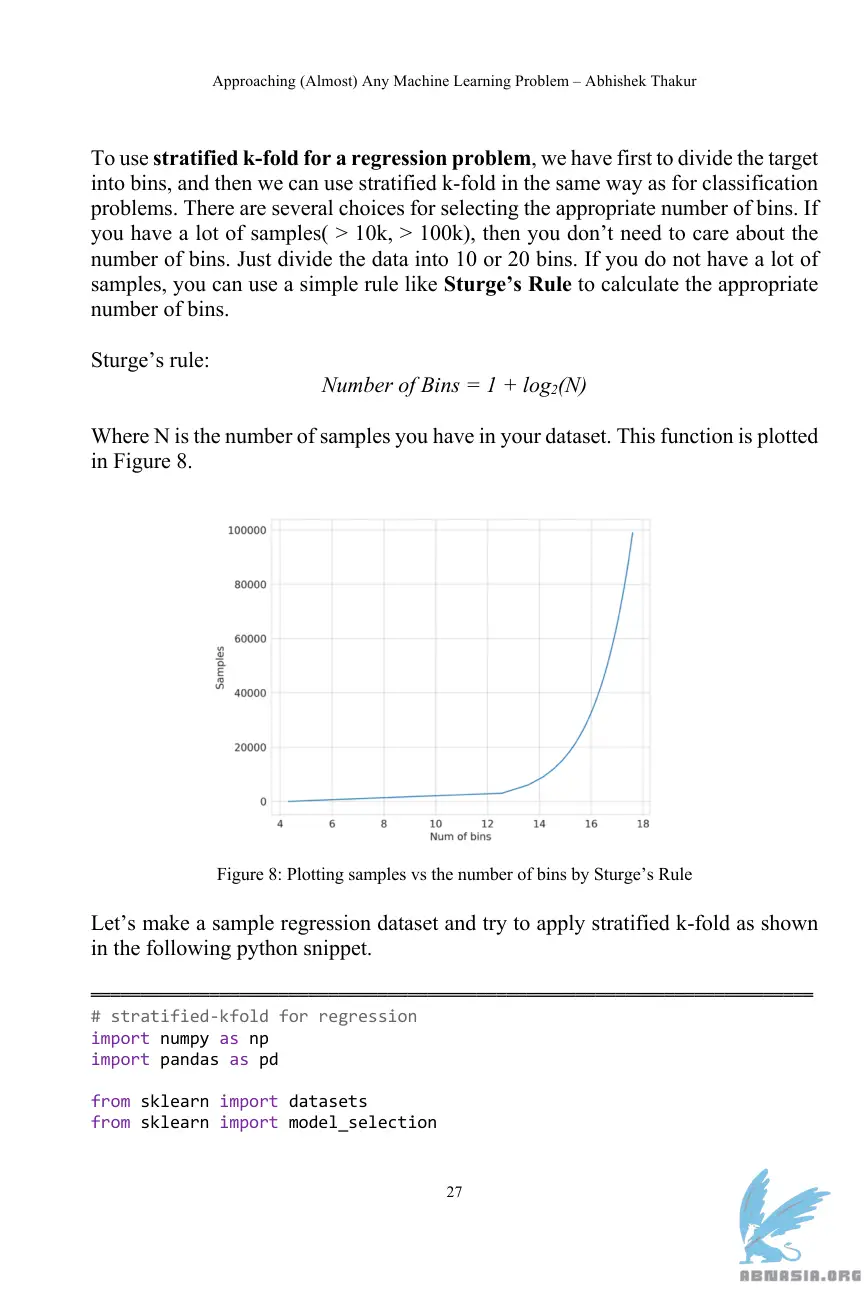 Approaching (Almost) Any Machine Learning Problem – Abhishek Thakur
To use stratified k-fold for a regression problem, we have first to divide the target
into bins, and then we can use stratified k-fold in the same way as for classification
problems. There are several choices for selecting the appropriate number of bins. If
you have a lot of samples( > 10k, > 100k), then you don’t need to care about the
number of bins. Just divide the data into 10 or 20 bins. If you do not have a lot of
samples, you can use a simple rule like Sturge’s Rule to calculate the appropriate
number of bins.
Sturge’s rule:
Number of Bins = 1 + log₂(N)
Where N is the number of samples you have in your dataset. This function is plotted
in Figure 8.
100000
80000
60000
40000
20000
0
Samples
4 6 8 10 12 14 16 18
Num of bins
Figure 8: Plotting samples vs the number of bins by Sturge’s Rule
Let’s make a sample regression dataset and try to apply stratified k-fold as shown
in the following python snippet.
# stratified-kfold for regression
import numpy as np
import pandas as pd
from sklearn import datasets
from sklearn import model_selection
27
ABNASIA.ORG